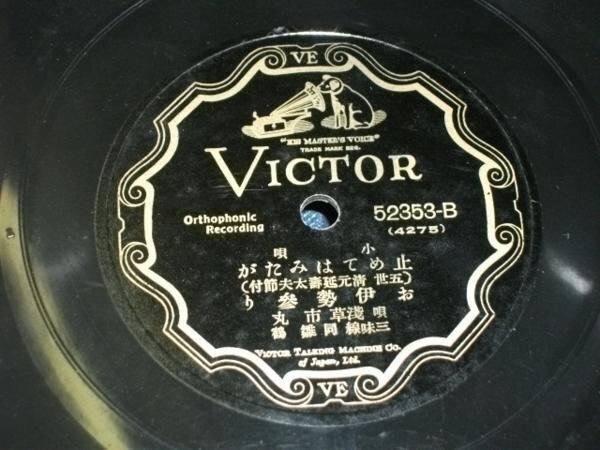 VE
"HIS MASTER'S VOICE"
TRADE MARK REG.
VICTOR
Orthophonic
Recording
52353-B
(4275)
小唄
止めてはみたが
(五世 清元延壽太夫節付)
お伊勢參り
唄 淺草 市丸
三味線 同 雛鶴
VICTOR TALKING MACHINE CO.
of Japan, Ltd.
VE